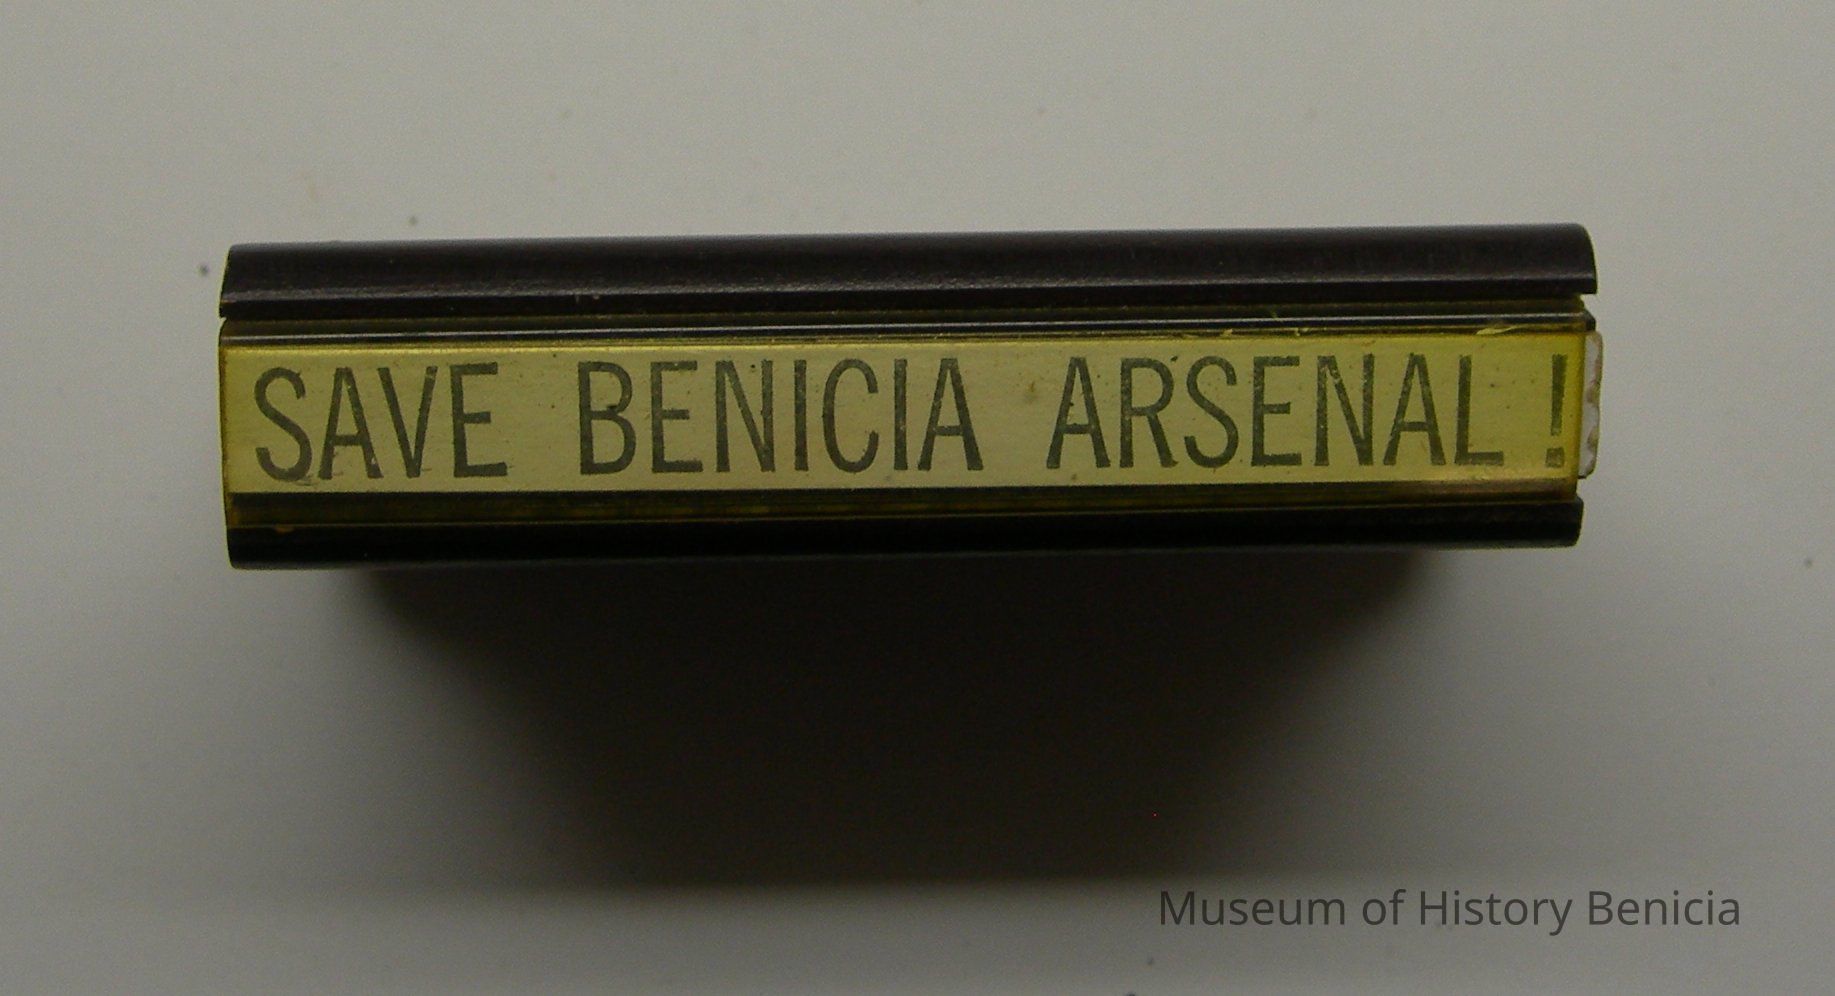 SAVE BENICIA ARSENAL!
Museum of History Benicia